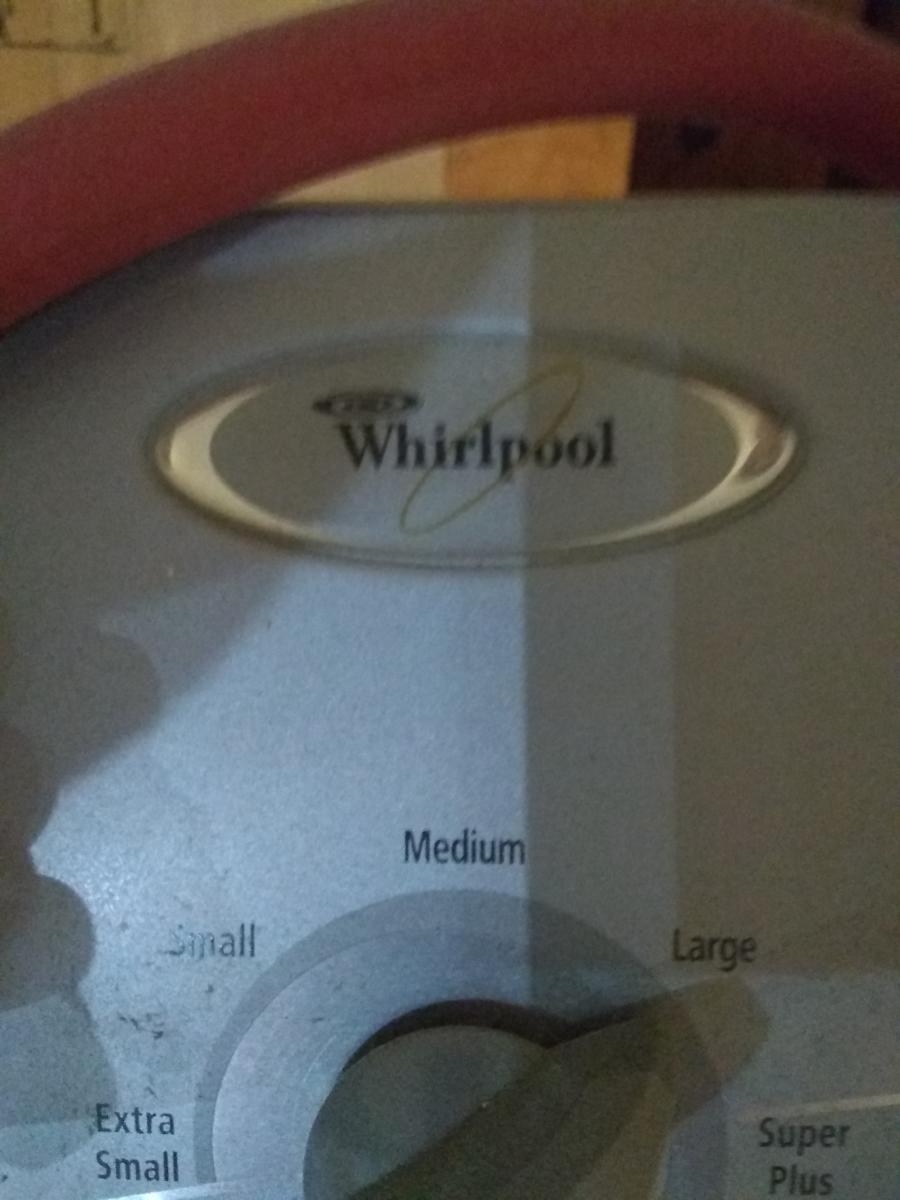 Whirlpool
Medium
Small
Large
Extra
Small
Super
Plus